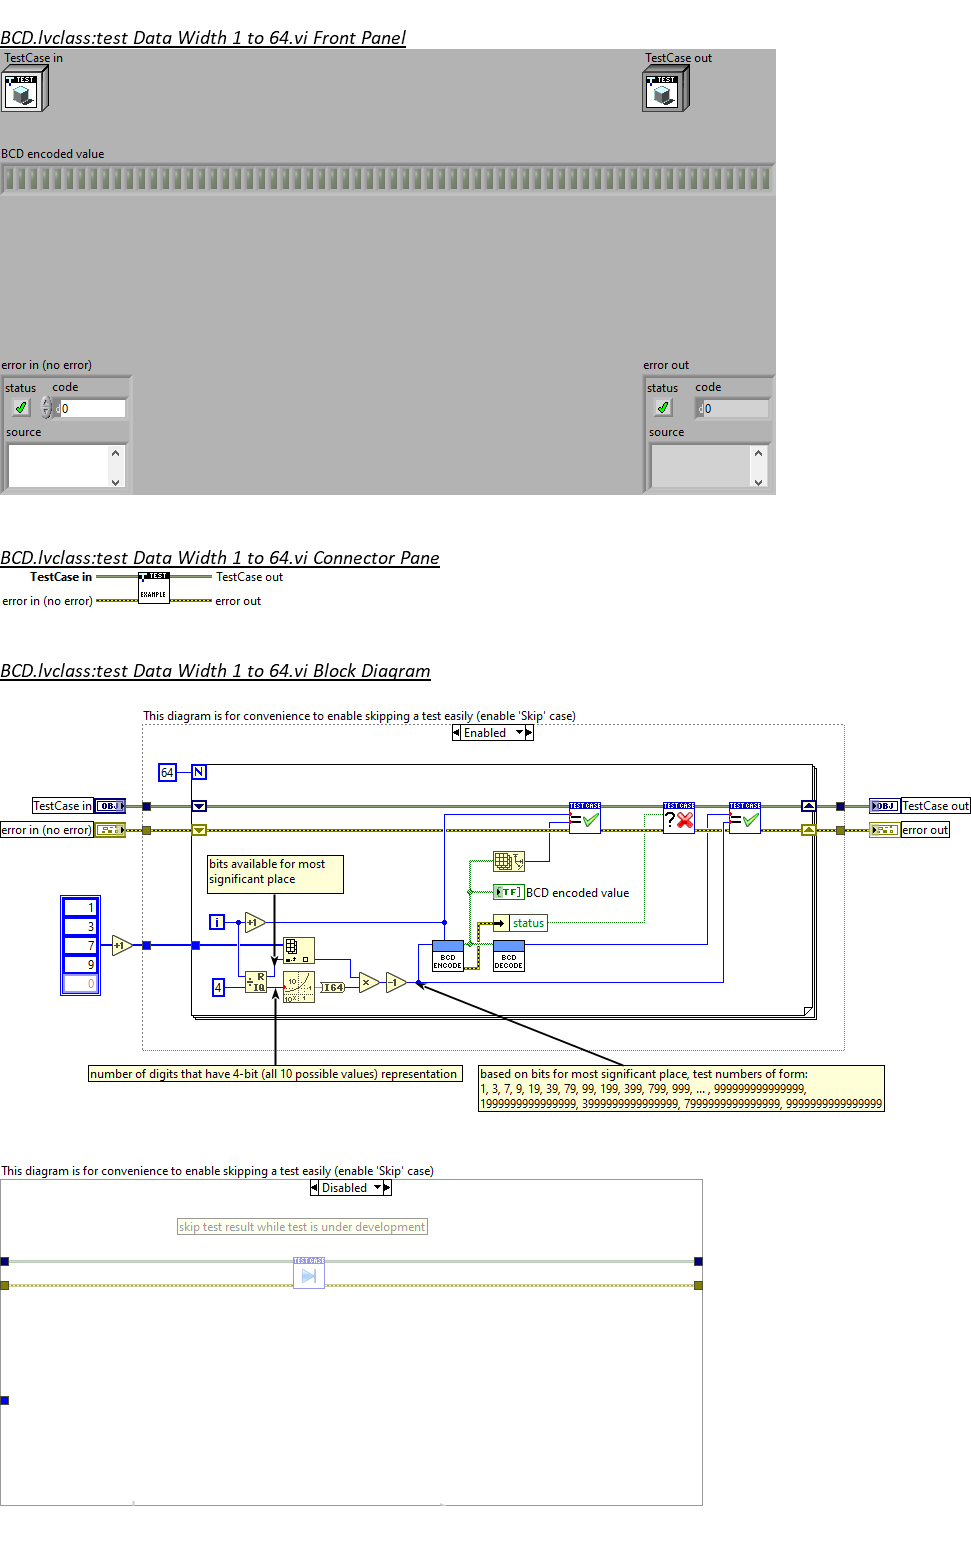 BCD.lvclass:test Data Width 1 to 64.vi Front Panel
TestCase in
TestCase out
TEST
TEST
BCD encoded value
error in (no error)
error out
status
code
status
code
0
0
source
source
BCD.lvclass:test Data Width 1 to 64.vi Connector Pane
TestCase in
TEST
TestCase out
error in (no error)
EXAMPLE
error out
BCD.lvclass:test Data Width 1 to 64.vi Block Diagram
This diagram is for convenience to enable skipping a test easily (enable 'Skip' case)
Enabled
64
N
TestCase in
OBJ
TEST CASE
TEST CASE
TEST CASE
OBJ
TestCase out
error in (no error)
=
?
=
error out
bits available for most
significant place
TF
BCD encoded value
1
3
7
9
0
+1
i
+1
status
BCD
ENCODE
BCD
DECODE
4
R
IQ
10
10
1
I64
x
-1
number of digits that have 4-bit (all 10 possible values) representation
based on bits for most significant place, test numbers of form:
1, 3, 7, 9, 19, 39, 79, 99, 199, 399, 799, 999, ... , 999999999999999,
1999999999999999, 3999999999999999, 7999999999999999, 9999999999999999
This diagram is for convenience to enable skipping a test easily (enable 'Skip' case)
Disabled
skip test result while test is under development
TEST CASE